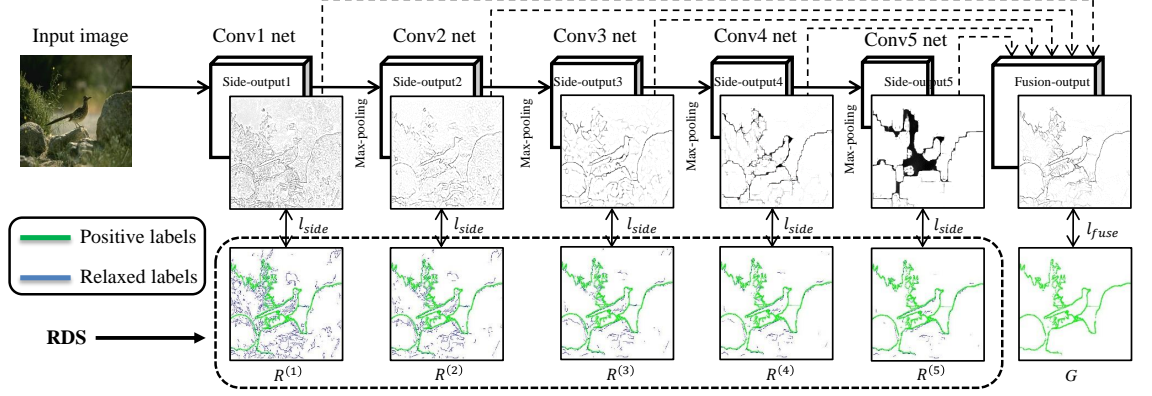 Input image
Conv1 net
Conv2 net
Conv3 net
Conv4 net
Conv5 net
Side-output1
Side-output2
Side-output3
Side-output4
Side-output5
Fusion-output
Max-pooling
Max-pooling
Max-pooling
Max-pooling
l_side
l_side
l_side
l_side
l_side
l_fuse
Positive labels
Relaxed labels
RDS
R^(1)
R^(2)
R^(3)
R^(4)
R^(5)
G